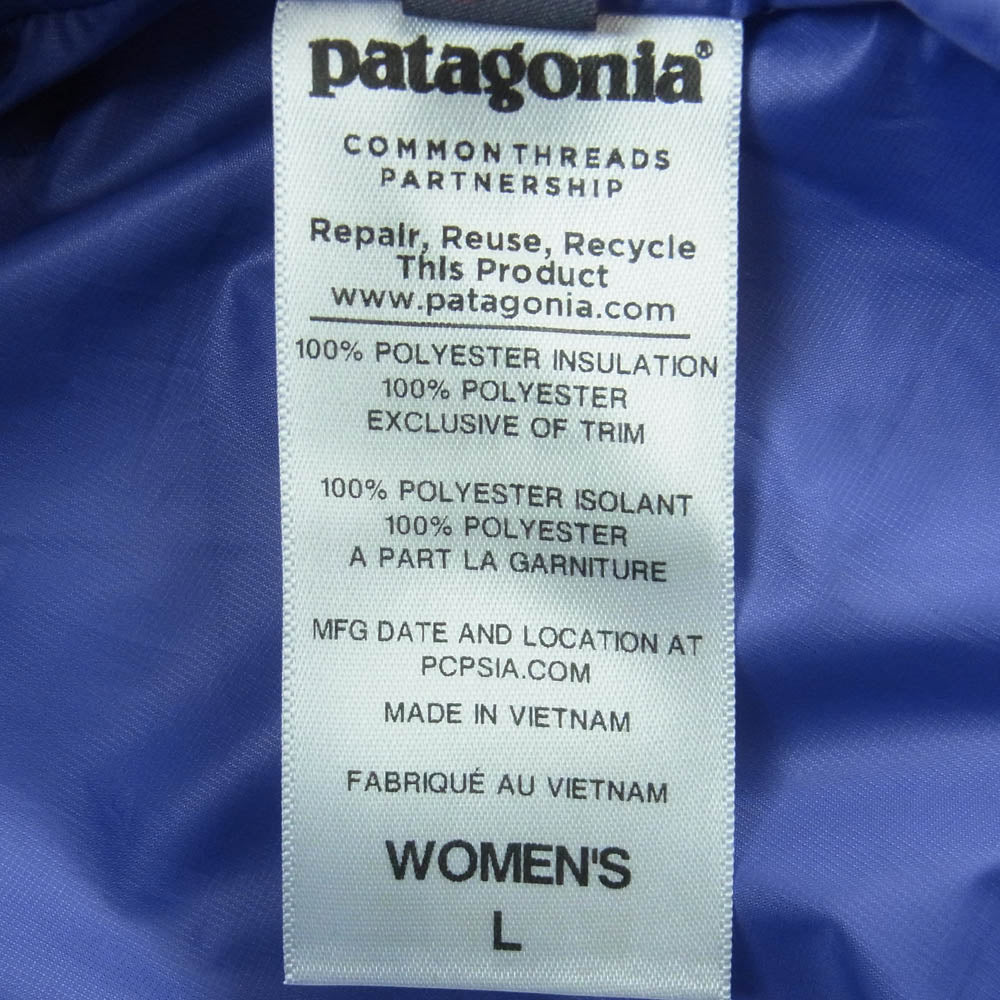 patagonia®
COMMON THREADS
PARTNERSHIP
Repair, Reuse, Recycle
This Product
www.patagonia.com
100% POLYESTER INSULATION
100% POLYESTER
EXCLUSIVE OF TRIM
100% POLYESTER ISOLANT
100% POLYESTER
A PART LA GARNITURE
MFG DATE AND LOCATION AT
PCPSIA.COM
MADE IN VIETNAM
FABRIQUÉ AU VIETNAM
WOMEN'S
L